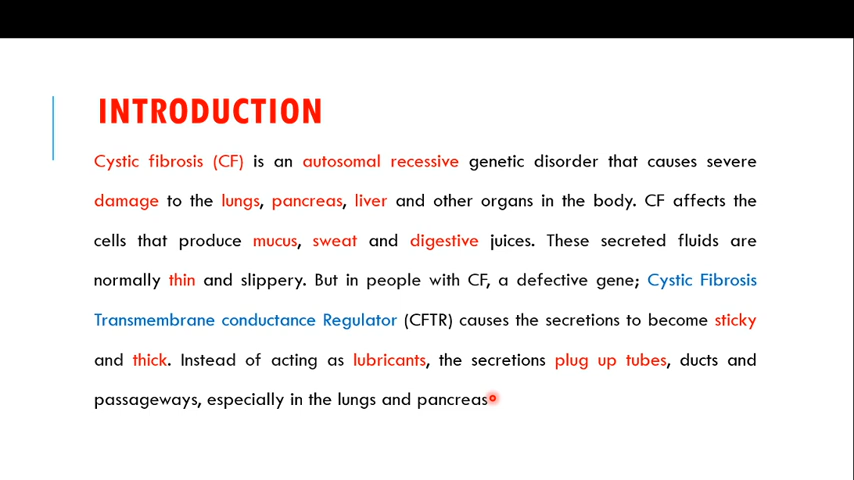 INTRODUCTION
Cystic fibrosis (CF) is an autosomal recessive genetic disorder that causes severe
damage to the lungs, pancreas, liver and other organs in the body. CF affects the
cells that produce mucus, sweat and digestive juices. These secreted fluids are
normally thin and slippery. But in people with CF, a defective gene; Cystic Fibrosis
Transmembrane conductance Regulator (CFTR) causes the secretions to become sticky
and thick. Instead of acting as lubricants, the secretions plug up tubes, ducts and
passageways, especially in the lungs and pancreas